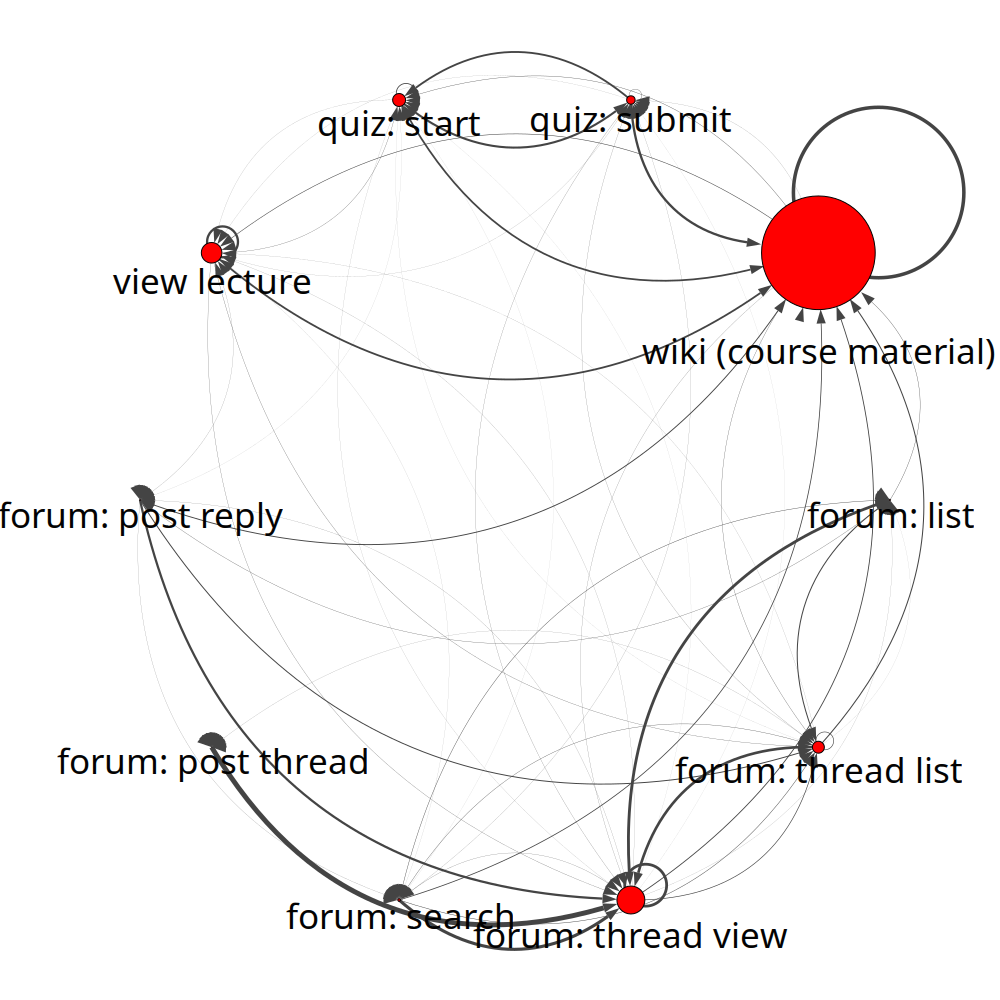 quiz: start
quiz: submit
view lecture
wiki (course material)
forum: post reply
forum: list
forum: post thread
forum: thread list
forum: search
forum: thread view